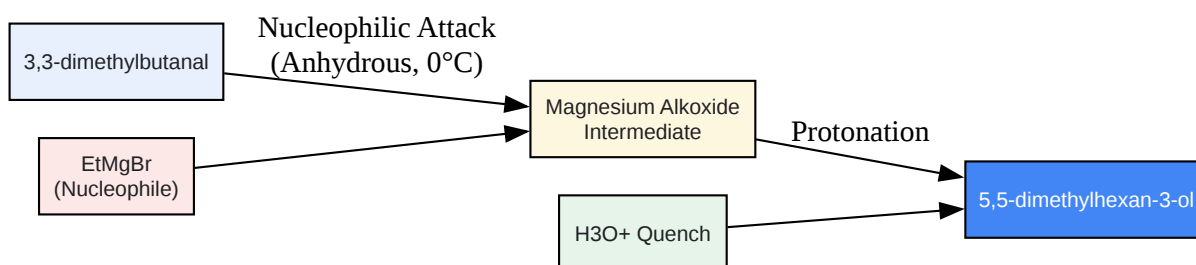 3,3-dimethylbutanal
Nucleophilic Attack
(Anhydrous, 0°C)
EtMgBr
(Nucleophile)
Magnesium Alkoxide
Intermediate
Protonation
H3O+ Quench
5,5-dimethylhexan-3-ol